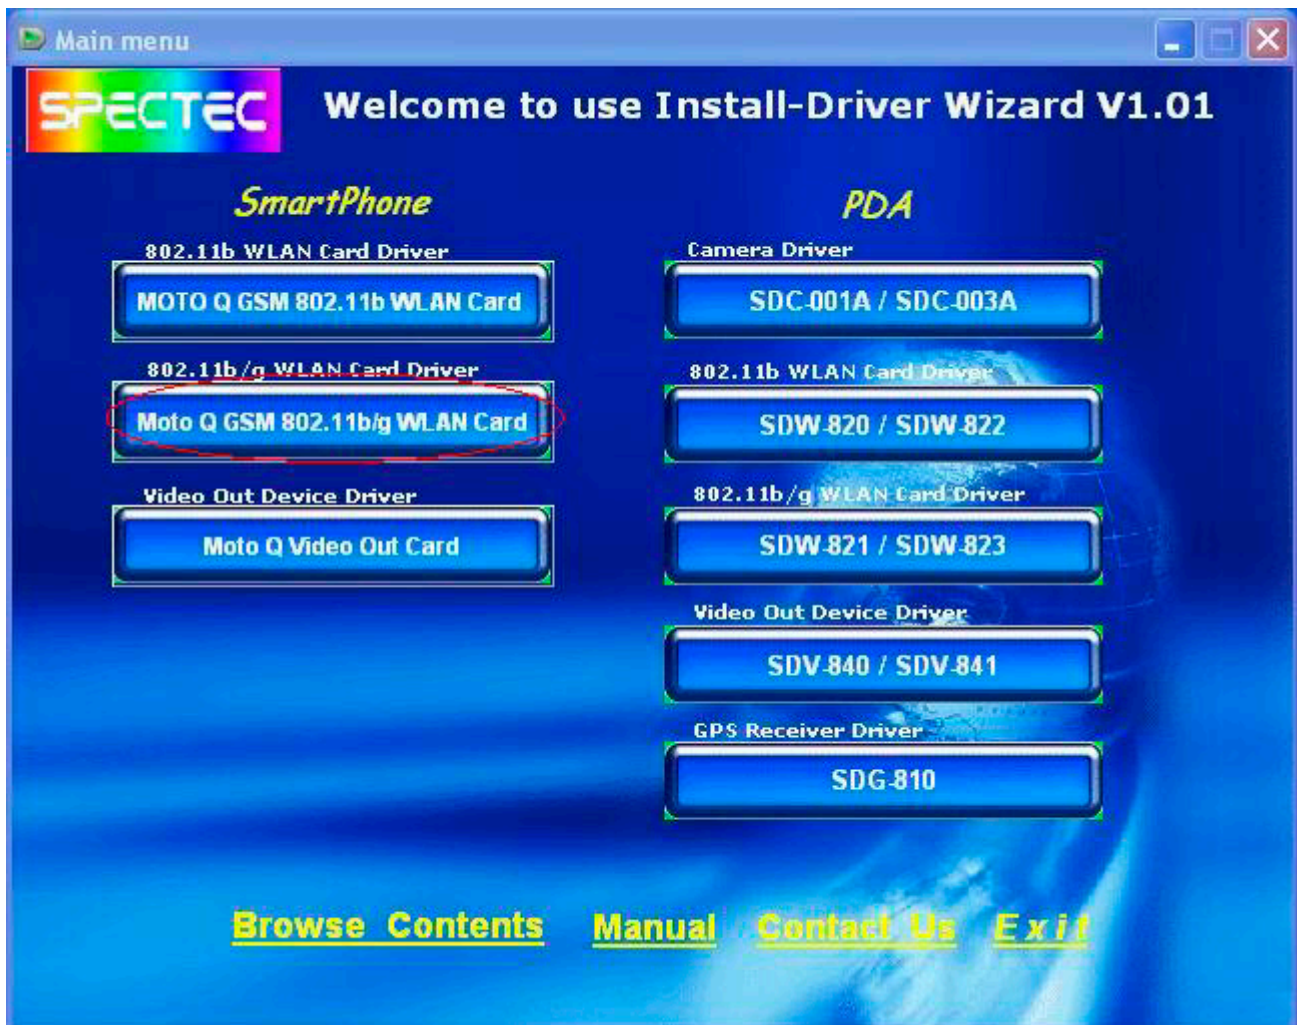 Main menu
SPECTEC
Welcome to use Install-Driver Wizard V1.01
SmartPhone
802.11b WLAN Card Driver
MOTO Q GSM 802.11b WLAN Card
802.11b/g WLAN Card Driver
Moto Q GSM 802.11b/g WLAN Card
Video Out Device Driver
Moto Q Video Out Card
PDA
Camera Driver
SDC-001A / SDC-003A
802.11b WLAN Card Driver
SDW-820 / SDW-822
802.11b/g WLAN Card Driver
SDW-821 / SDW-823
Video Out Device Driver
SDV-840 / SDV-841
GPS Receiver Driver
SDG-810
Browse Contents Manual Contact Us Exit